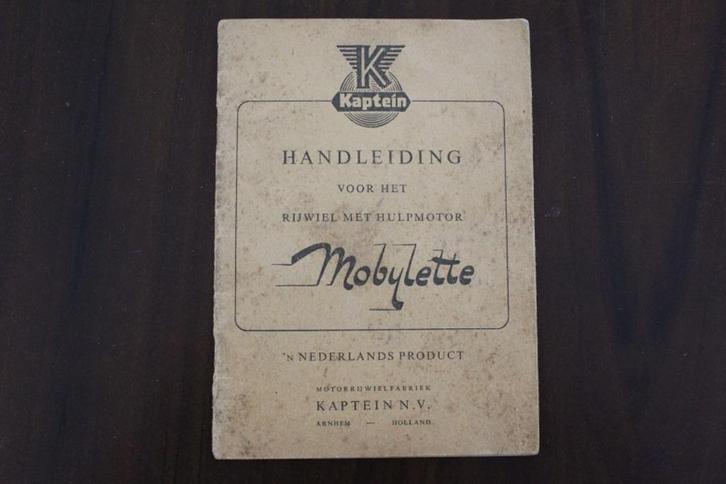 K
Kaptein
HANDLEIDING
VOOR HET
RIJWIEL MET HULPMOTOR
Mobylette
'N NEDERLANDS PRODUCT
MOTORRIJWIELFABRIEK
KAPTEIN N.V.
ARNHEM — HOLLAND